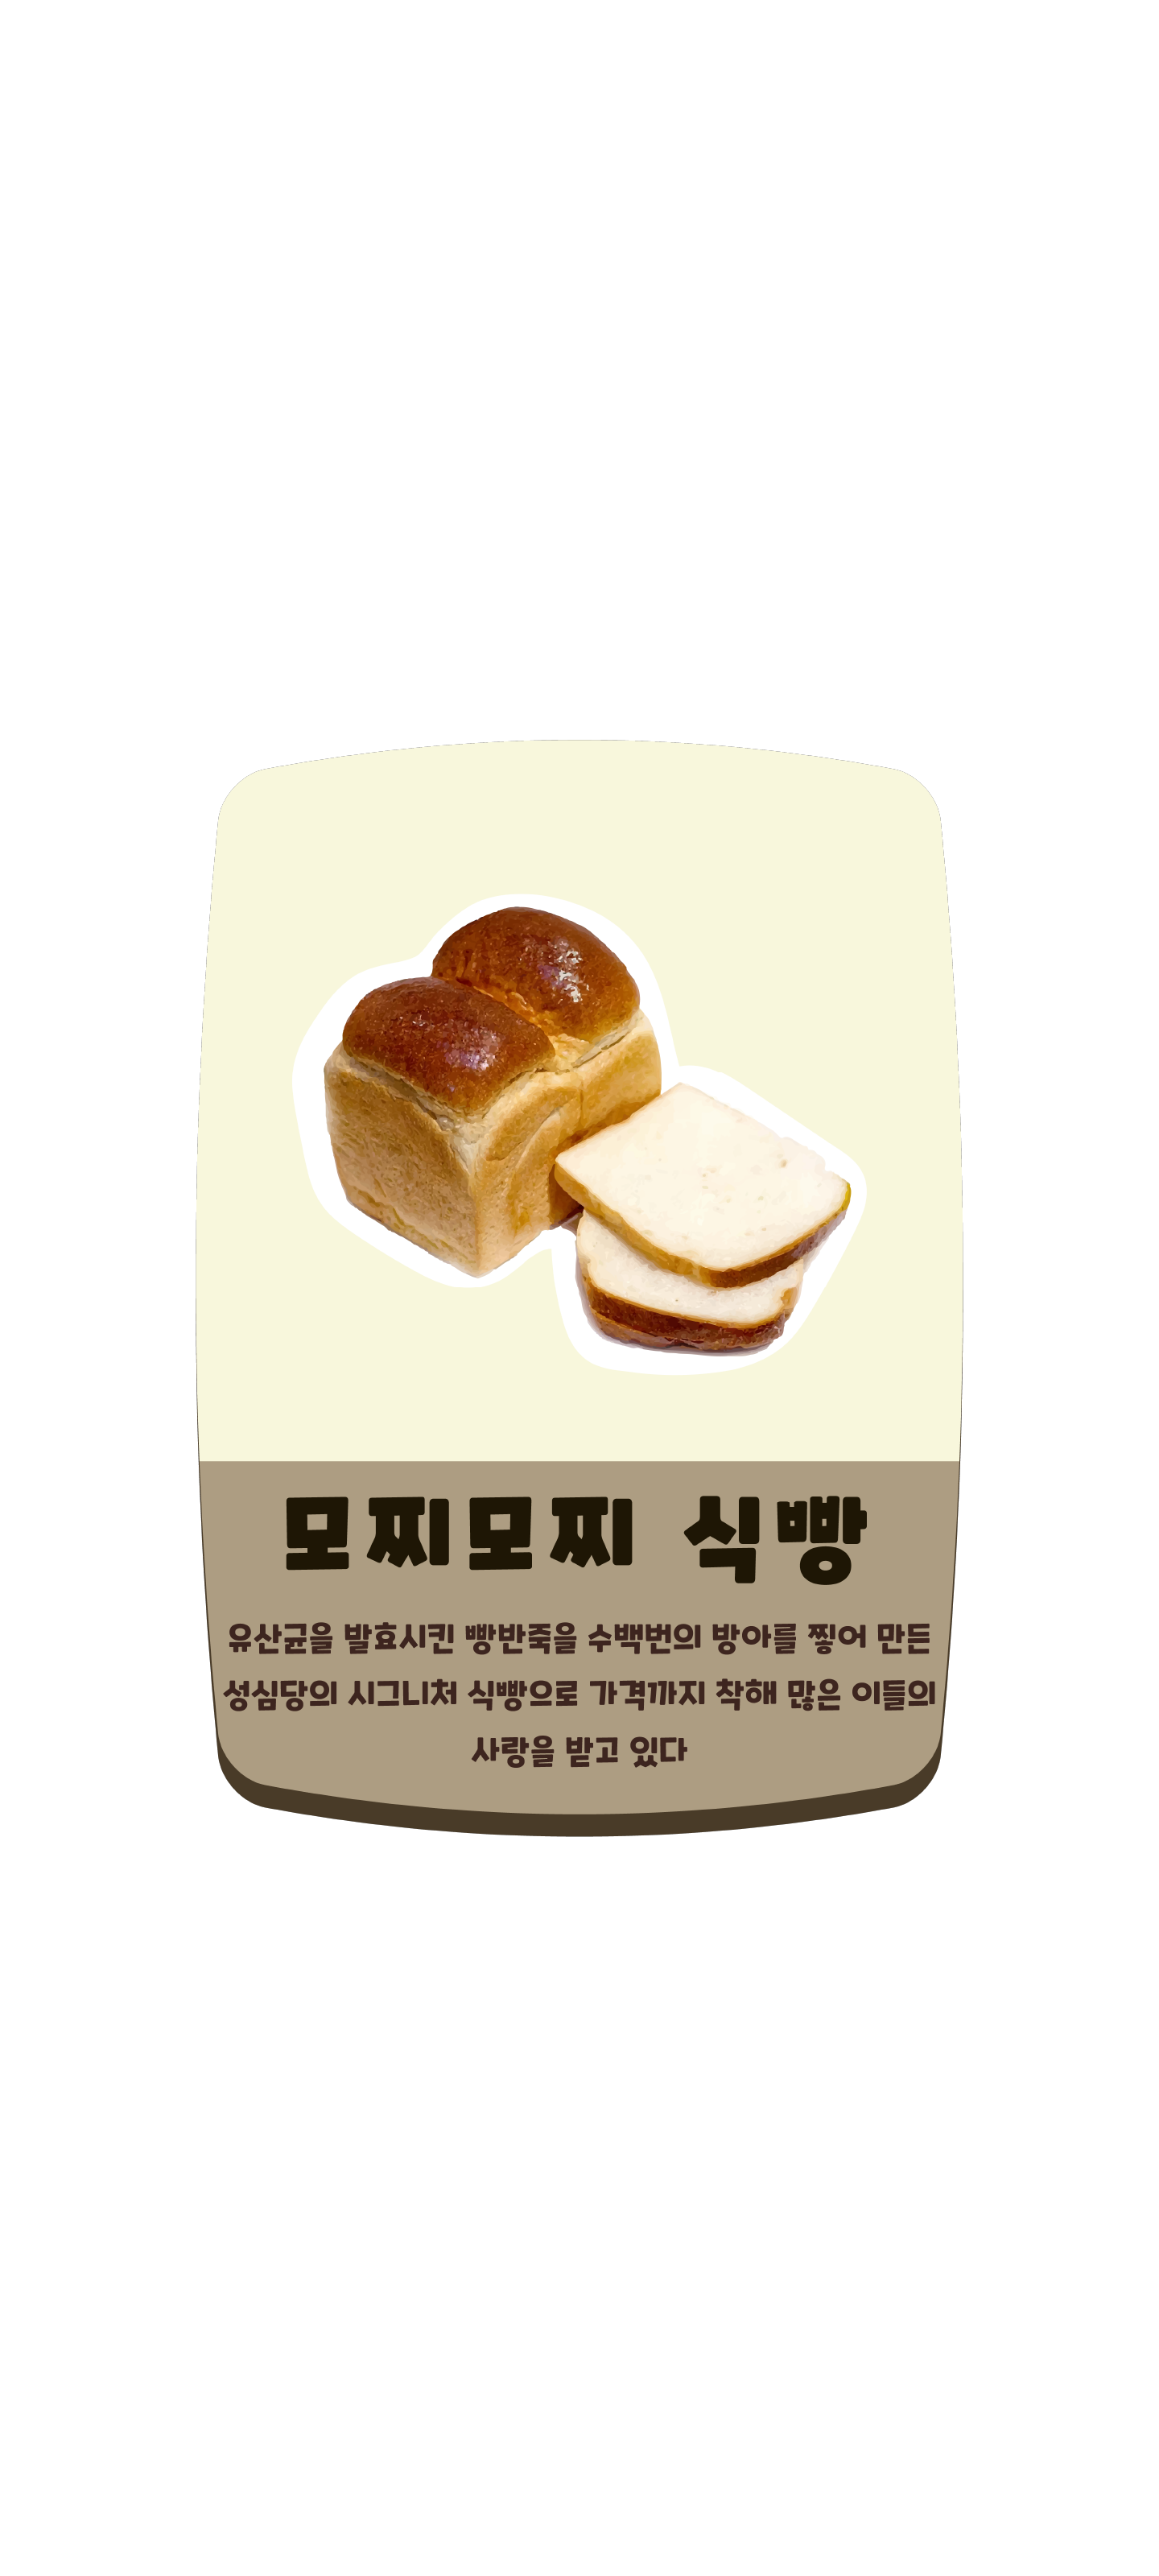 모찌모찌 식빵
유산균을 발효시킨 빵반죽을 수백번의 방아를 찧어 만든
성심당의 시그니처 식빵으로 가격까지 착해 많은 이들의
사랑을 받고 있다